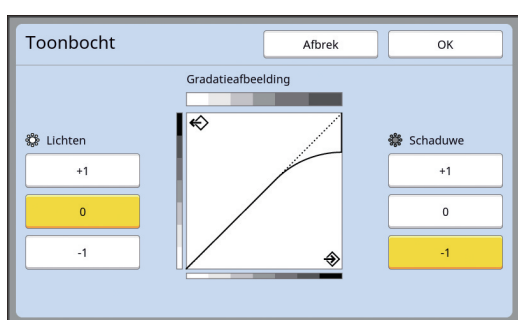 Toonbocht
Afbrek
OK
Gradatieafbeelding
Lichten
+1
0
-1
Schaduwe
+1
0
-1